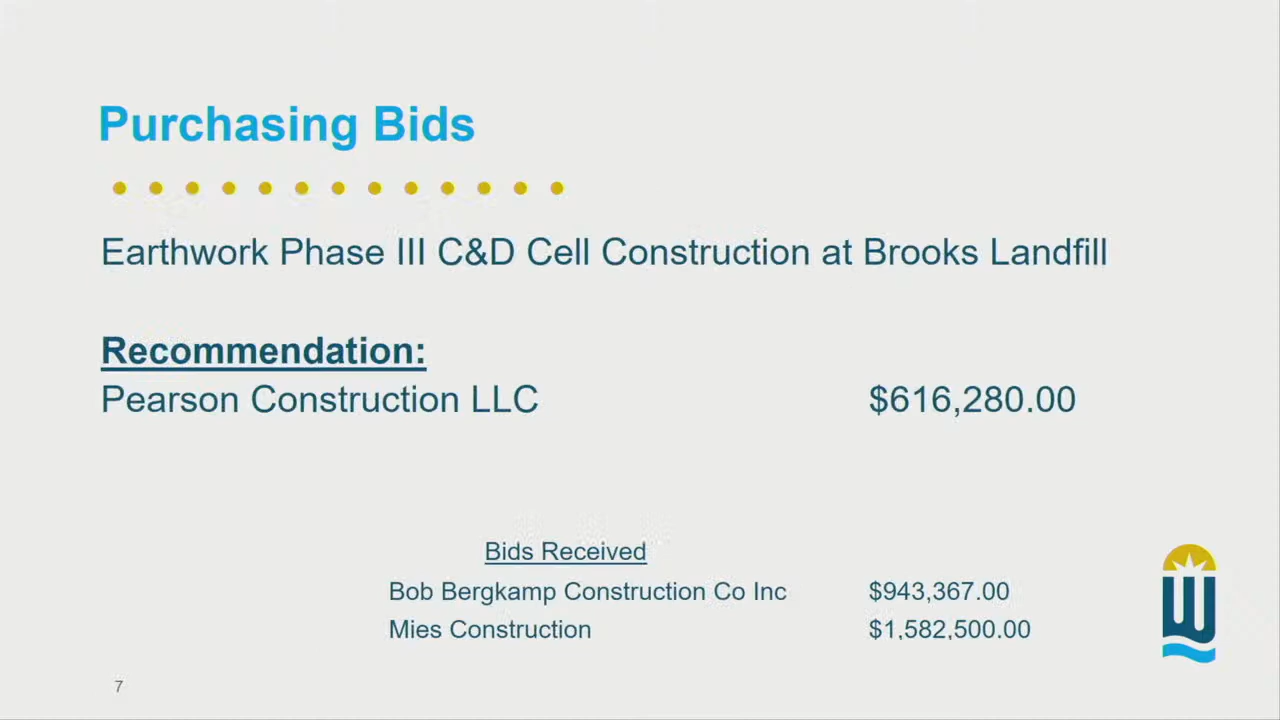 Purchasing Bids
Earthwork Phase III C&D Cell Construction at Brooks Landfill
Recommendation:
Pearson Construction LLC $616,280.00
Bids Received
Bob Bergkamp Construction Co Inc $943,367.00
Mies Construction $1,582,500.00
7